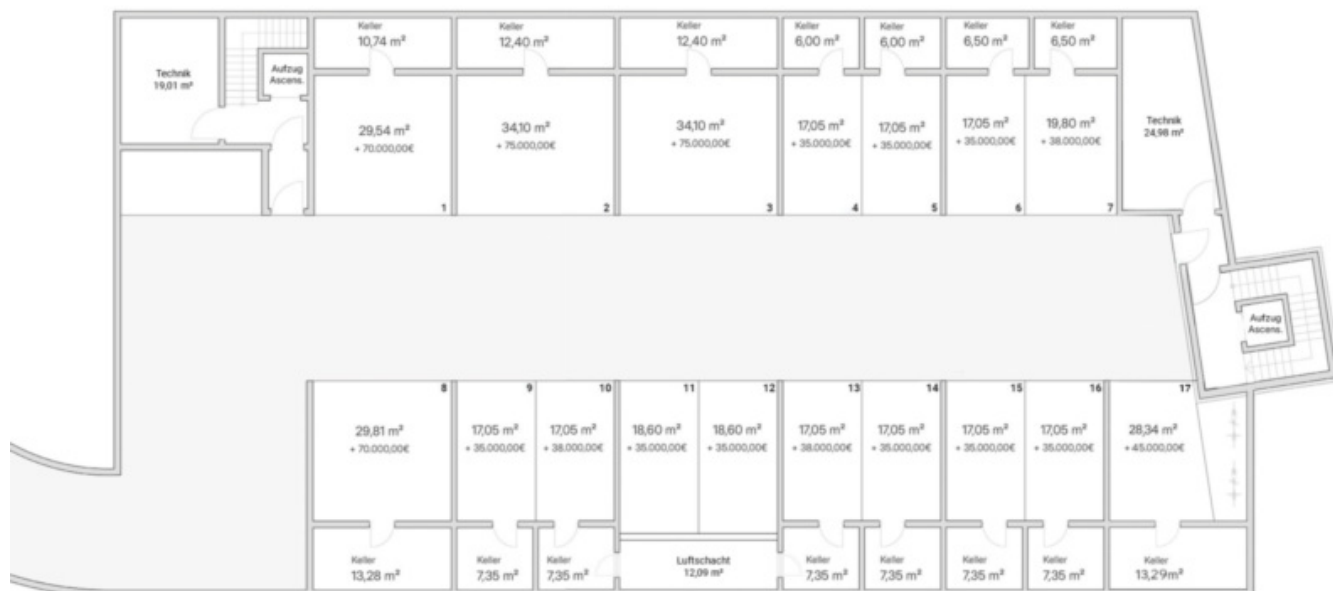 Keller
10,74 m²
Keller
12,40 m²
Keller
12,40 m²
Keller
6,00 m²
Keller
6,00 m²
Keller
6,50 m²
Keller
6,50 m²
Technik
19,01 m²
Aufzug
Ascens.
29,54 m²
+ 70.000,00€
1
34,10 m²
+ 75.000,00€
2
34,10 m²
+ 75.000,00€
3
17,05 m²
+ 35.000,00€
4
17,05 m²
+ 35.000,00€
5
17,05 m²
+ 35.000,00€
6
19,80 m²
+ 38.000,00€
7
Technik
24,98 m²
Aufzug
Ascens.
8
29,81 m²
+ 70.000,00€
9
17,05 m²
+ 35.000,00€
10
17,05 m²
+ 38.000,00€
11
18,60 m²
+ 35.000,00€
12
18,60 m²
+ 35.000,00€
13
17,05 m²
+ 38.000,00€
14
17,05 m²
+ 35.000,00€
15
17,05 m²
+ 35.000,00€
16
17,05 m²
+ 35.000,00€
17
28,34 m²
+ 45.000,00€
Keller
13,28 m²
Keller
7,35 m²
Keller
7,35 m²
Luftschacht
12,09 m²
Keller
7,35 m²
Keller
7,35 m²
Keller
7,35 m²
Keller
7,35 m²
Keller
13,29m²